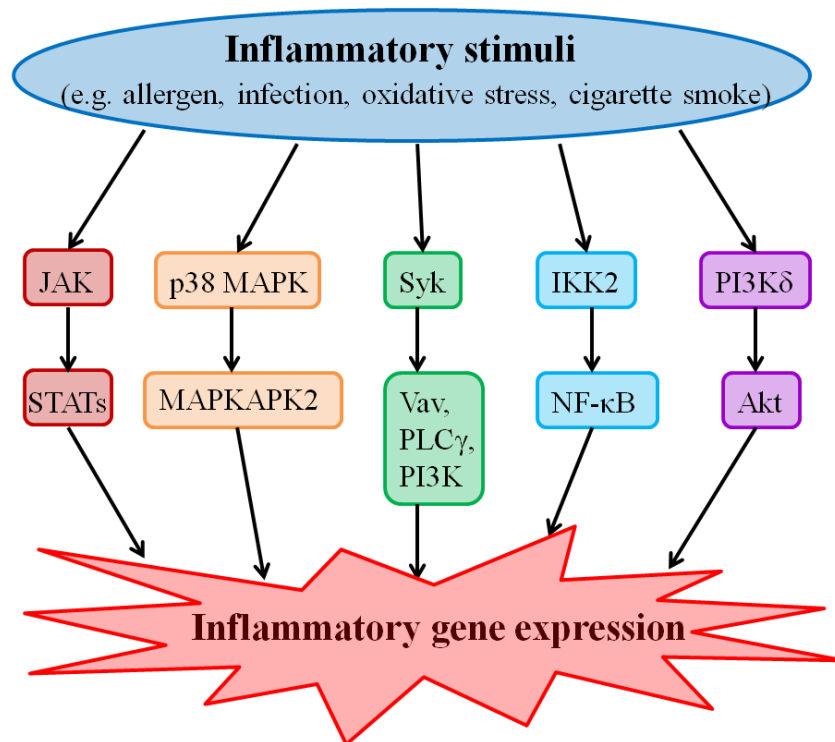 Inflammatory stimuli
(e.g. allergen, infection, oxidative stress, cigarette smoke)
JAK
p38 MAPK
Syk
IKK2
PI3Kδ
STATs
MAPKAPK2
Vav,
PLCγ,
PI3K
NF-κB
Akt
Inflammatory gene expression